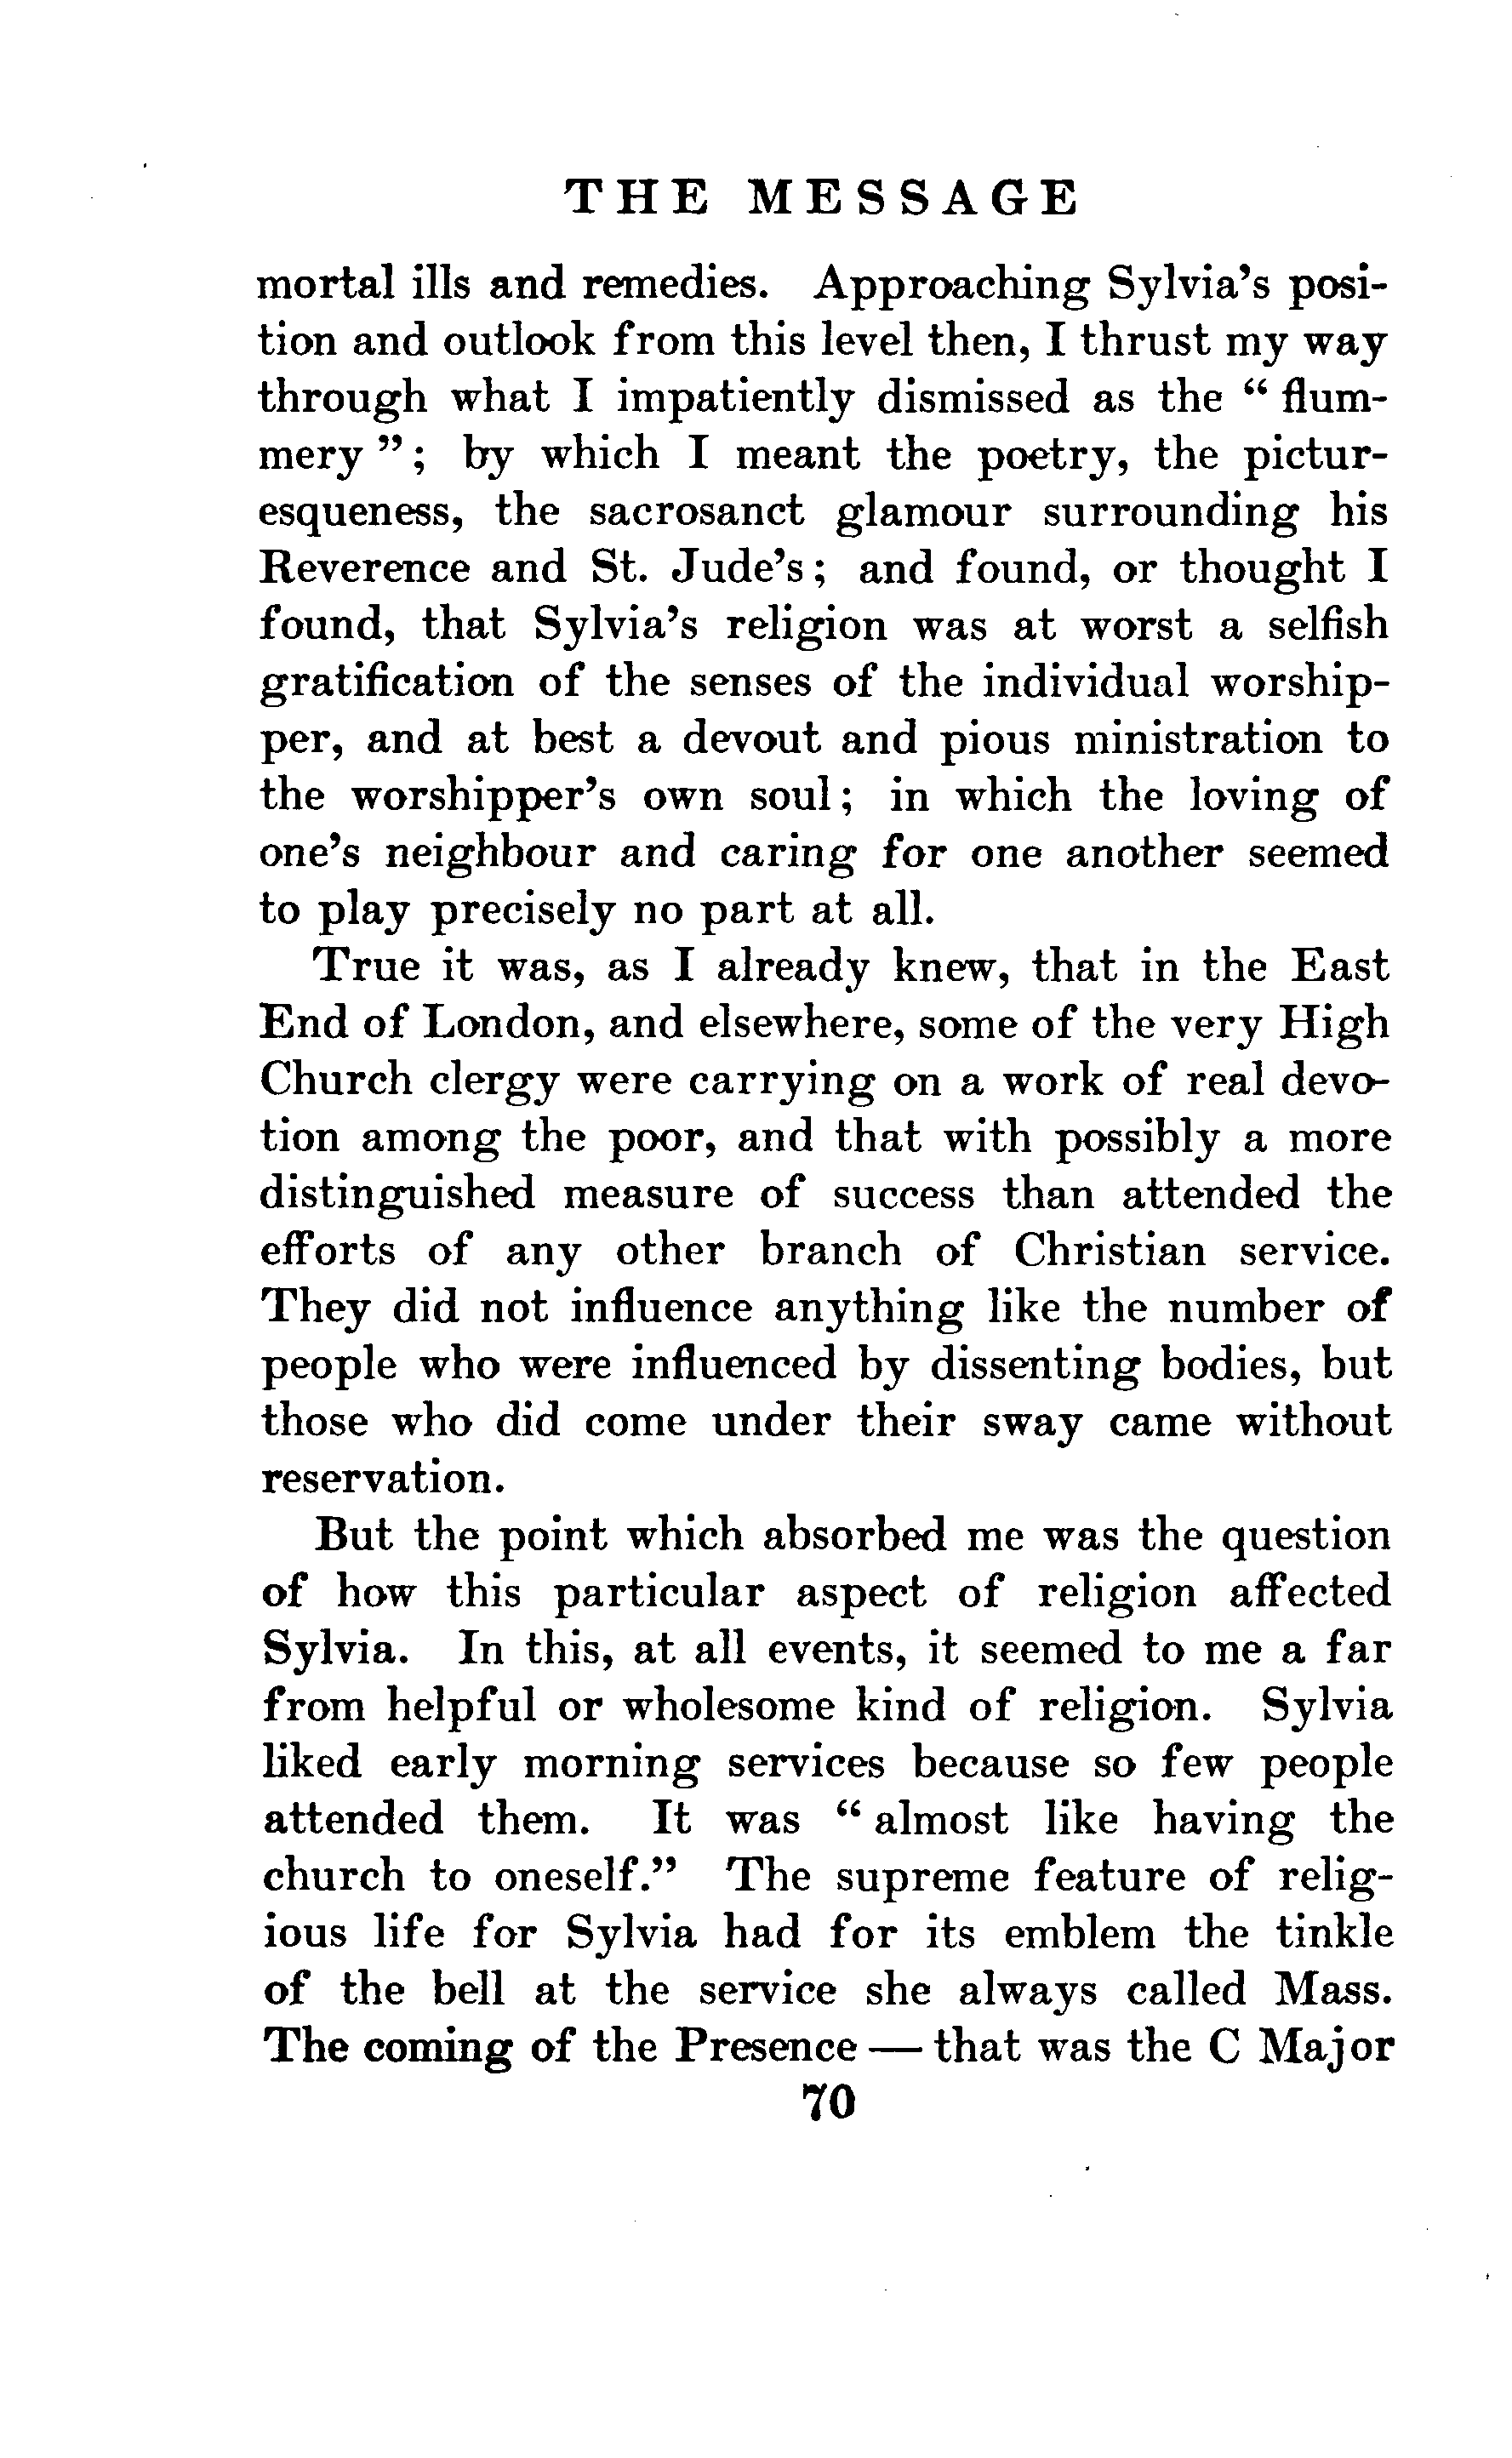 THE MESSAGE
mortal ills and remedies. Approaching Sylvia's posi-
tion and outlook from this level then, I thrust my way
through what I impatiently dismissed as the “ flum-
mery ” ; by which I meant the poetry, the pictur-
esqueness, the sacrosanct glamour surrounding his
Reverence and St. Jude's ; and found, or thought I
found, that Sylvia's religion was at worst a selfish
gratification of the senses of the individual worship-
per, and at best a devout and pious ministration to
the worshipper's own soul ; in which the loving of
one's neighbour and caring for one another seemed
to play precisely no part at all.
True it was, as I already knew, that in the East
End of London, and elsewhere, some of the very High
Church clergy were carrying on a work of real devo-
tion among the poor, and that with possibly a more
distinguished measure of success than attended the
efforts of any other branch of Christian service.
They did not influence anything like the number of
people who were influenced by dissenting bodies, but
those who did come under their sway came without
reservation.
But the point which absorbed me was the question
of how this particular aspect of religion affected
Sylvia. In this, at all events, it seemed to me a far
from helpful or wholesome kind of religion. Sylvia
liked early morning services because so few people
attended them. It was “ almost like having the
church to oneself.” The supreme feature of relig-
ious life for Sylvia had for its emblem the tinkle
of the bell at the service she always called Mass.
The coming of the Presence — that was the C Major
70